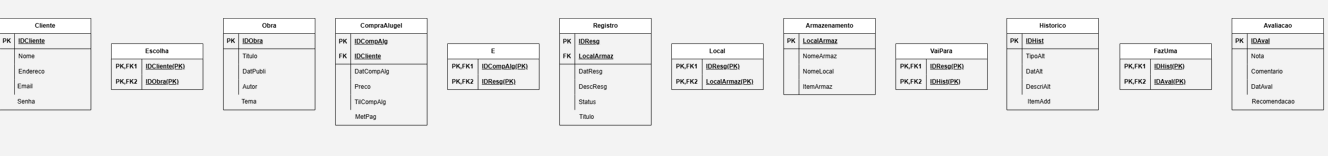 Cliente
PK IDCliente
Nome
Endereco
Email
Senha
Escolha
PK,FK1 IDCliente(PK)
PK,FK2 IDObra(PK)
Obra
PK IDObra
Titulo
DatPubli
Autor
Tema
CompraAlugel
PK IDCompAlg
FK IDCliente
DatCompAlg
Preco
TilCompAlg
MetPag
E
PK,FK1 IDCompAlg(PK)
PK,FK2 IDResg(PK)
Registro
PK IDResg
FK LocalArmaz
DatResg
DescResg
Status
Titulo
Local
PK,FK1 IDResg(PK)
PK,FK2 LocalArmaz(PK)
Armazenamento
PK LocalArmaz
NomeArmaz
NomeLocal
ItemArmaz
VaiPara
PK,FK1 IDResg(PK)
PK,FK2 IDHist(PK)
Historico
PK IDHist
TipoAlt
DatAlt
DescriAlt
ItemAdd
FazUma
PK,FK1 IDHist(PK)
PK,FK2 IDAval(PK)
Avaliacao
PK IDAval
Nota
Comentario
DatAval
Recomendacao